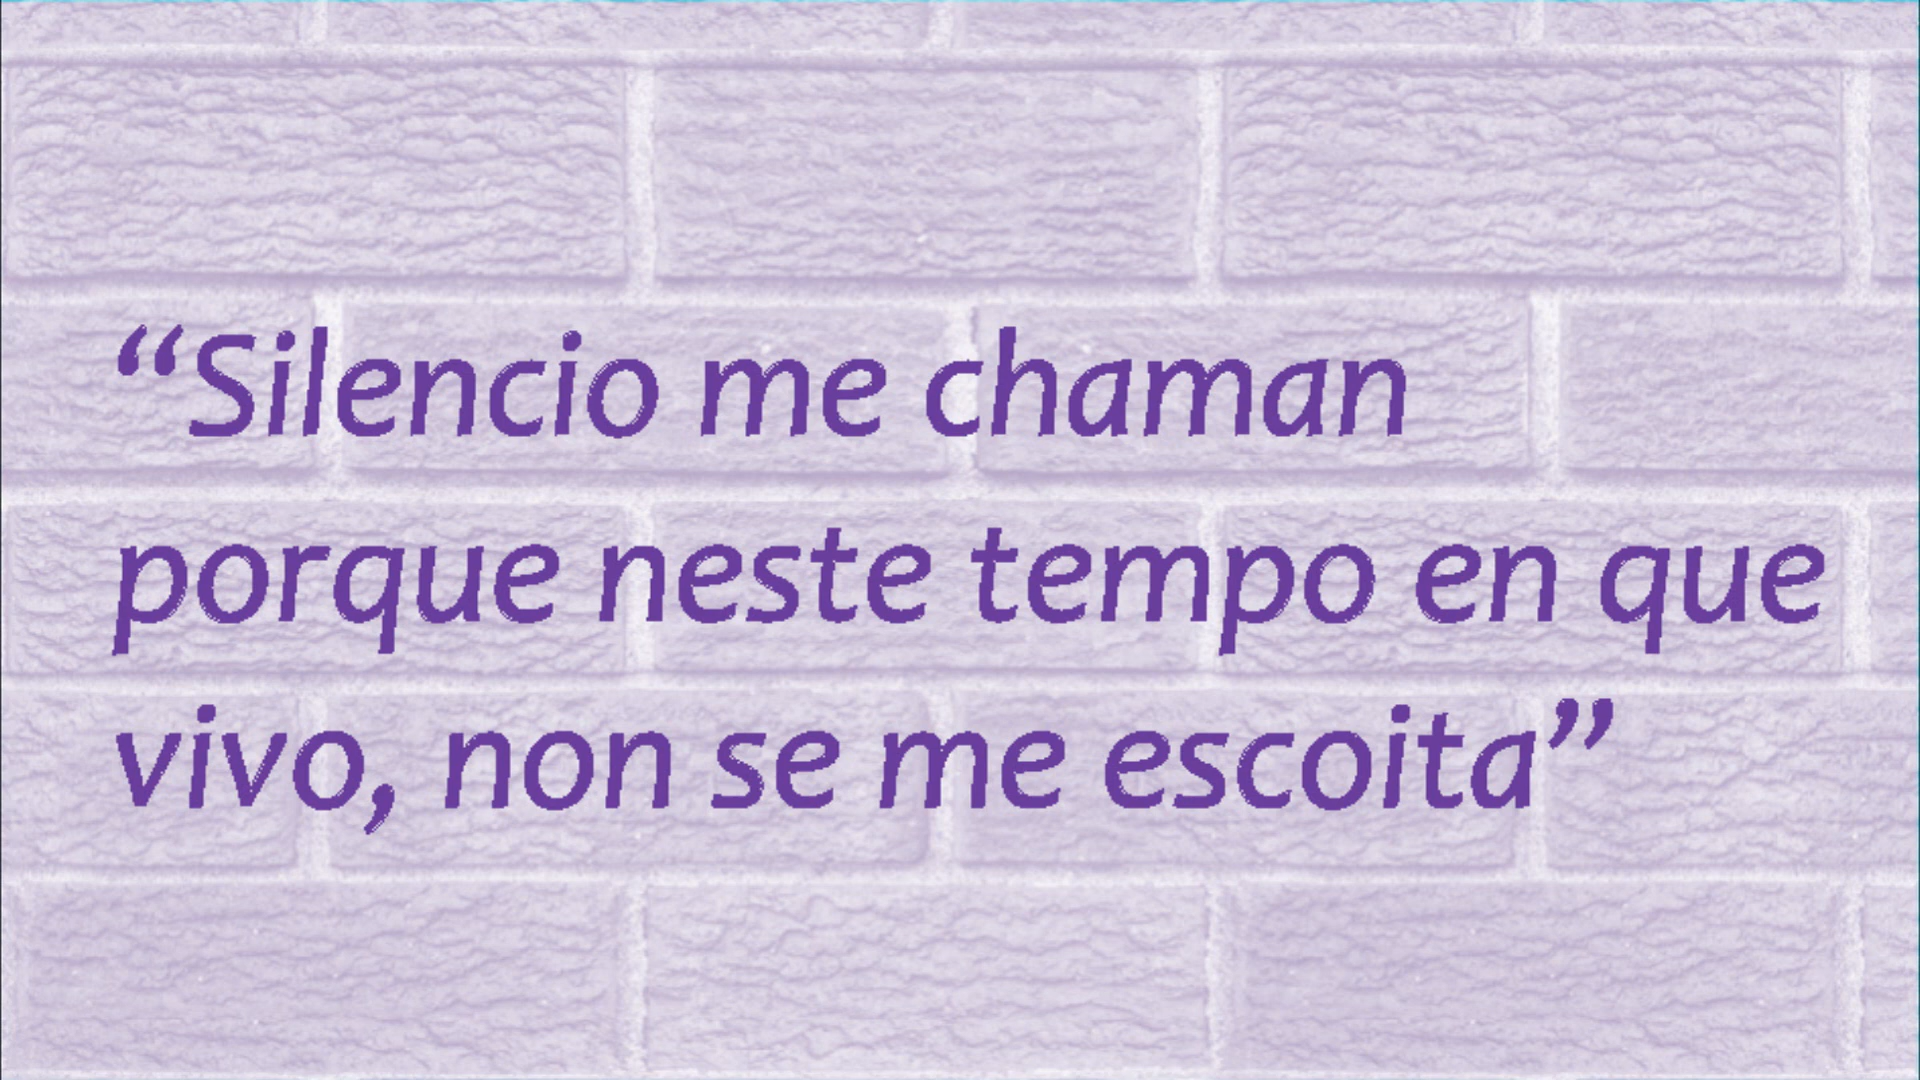 “Silencio me chaman
porque neste tempo en que
vivo, non se me escoita”